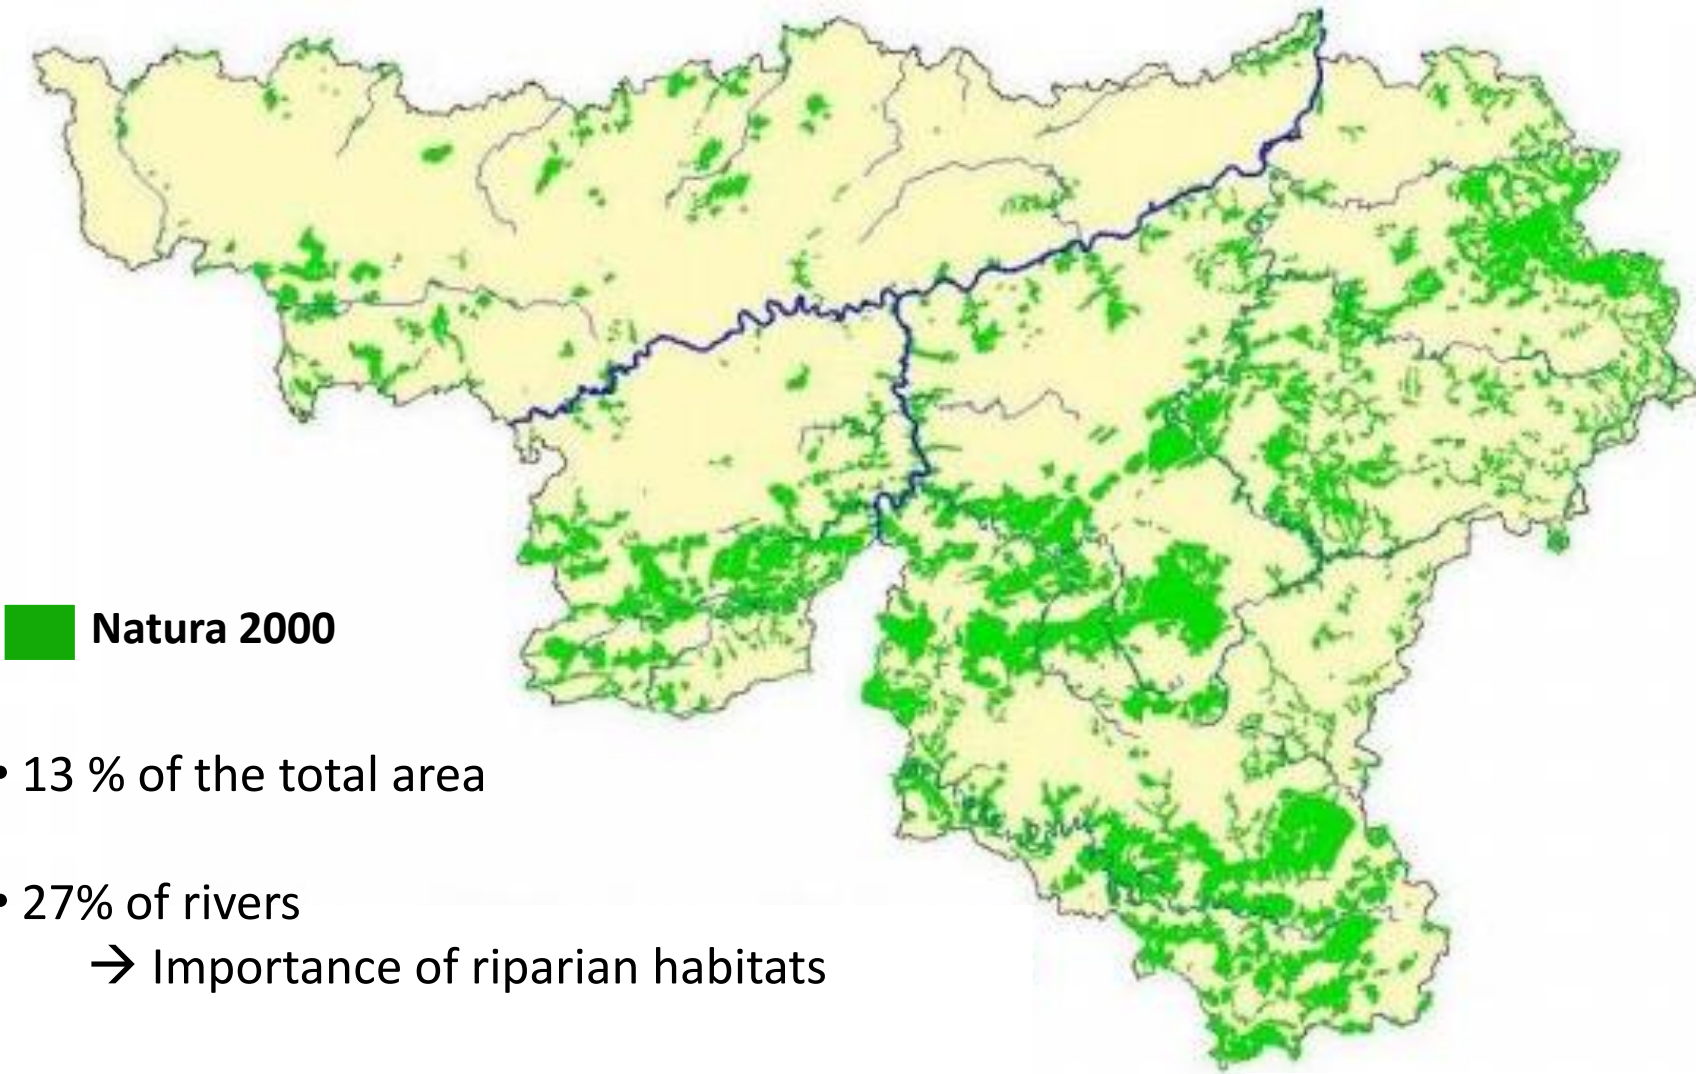 Natura 2000
• 13 % of the total area
• 27% of rivers
→ Importance of riparian habitats